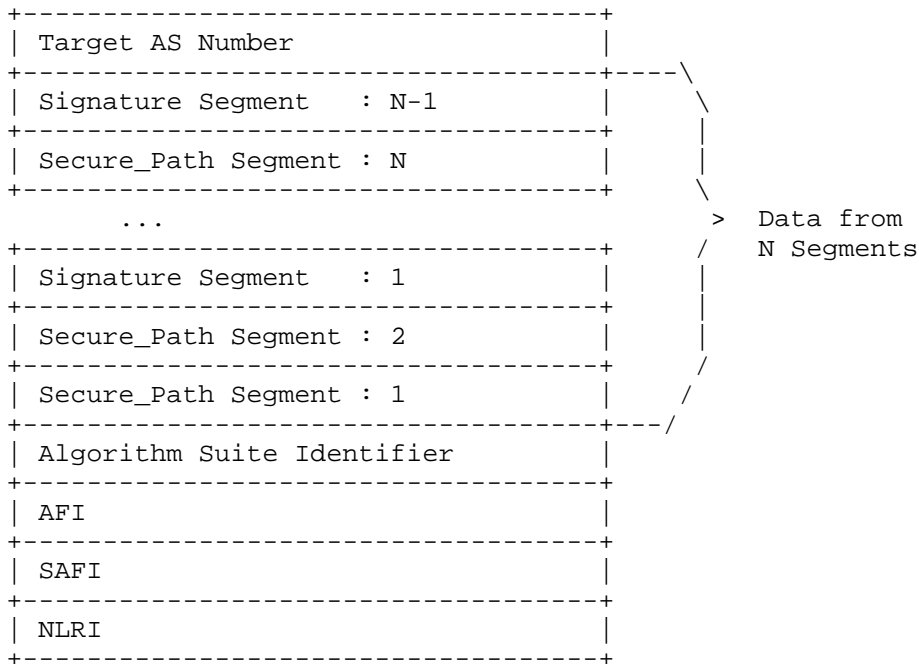 Target AS Number
Signature Segment : N-1
Secure_Path Segment : N
...
> Data from
N Segments
Signature Segment : 1
Secure_Path Segment : 2
Secure_Path Segment : 1
Algorithm Suite Identifier
AFI
SAFI
NLRI